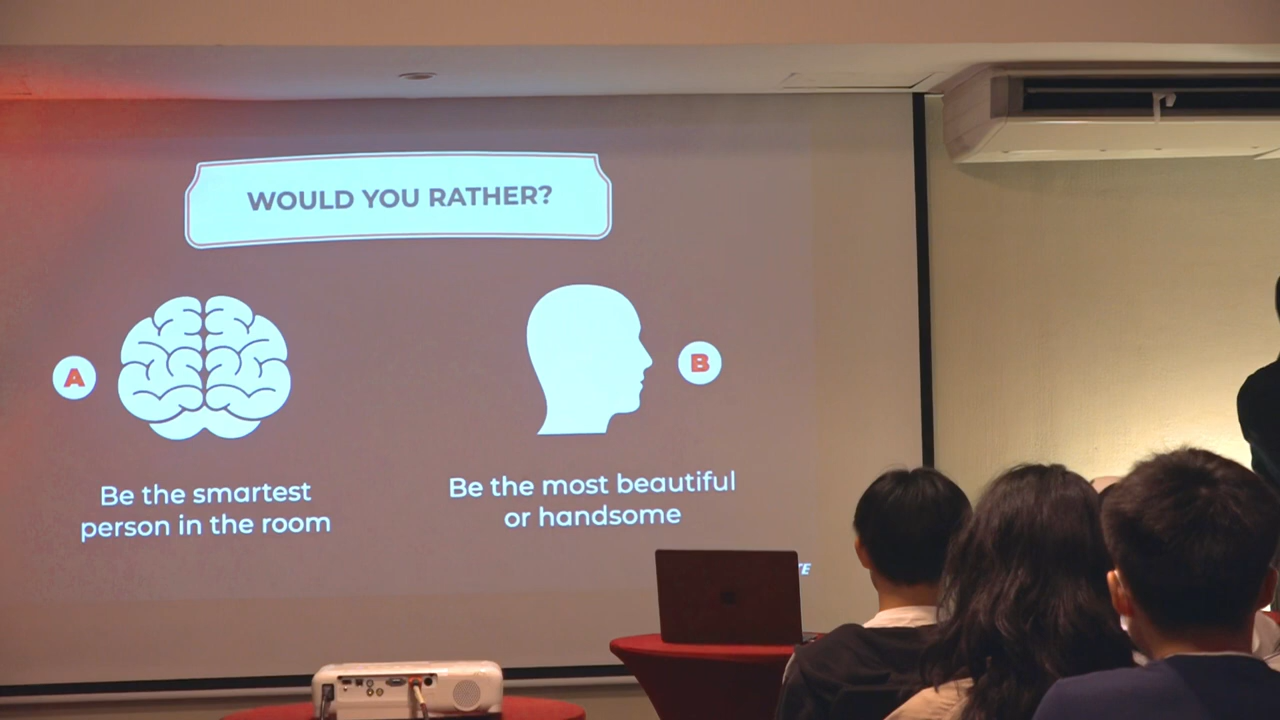 WOULD YOU RATHER?
A
B
Be the smartest
person in the room
Be the most beautiful
or handsome